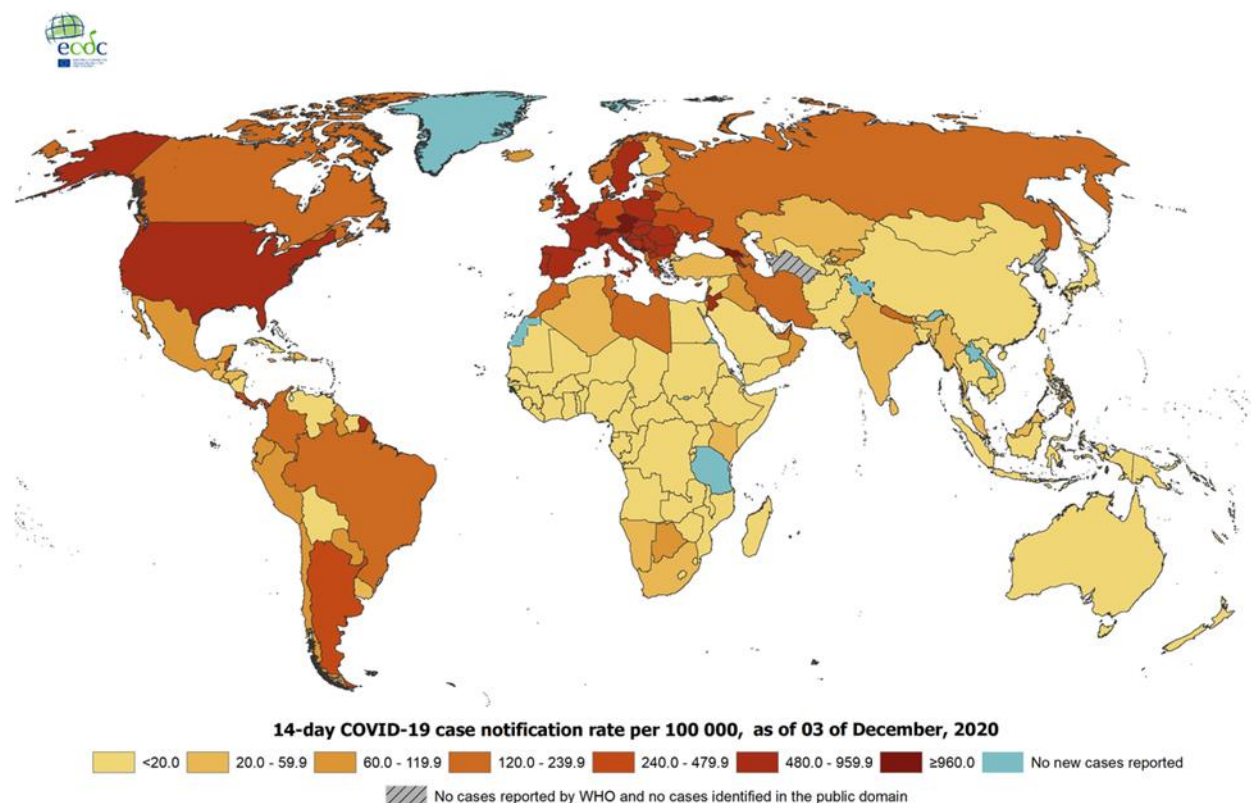 ecdc
14-day COVID-19 case notification rate per 100 000, as of 03 of December, 2020
<20.0 20.0 - 59.9 60.0 - 119.9 120.0 - 239.9 240.0 - 479.9 480.0 - 959.9 ≥960.0 No new cases reported
No cases reported by WHO and no cases identified in the public domain